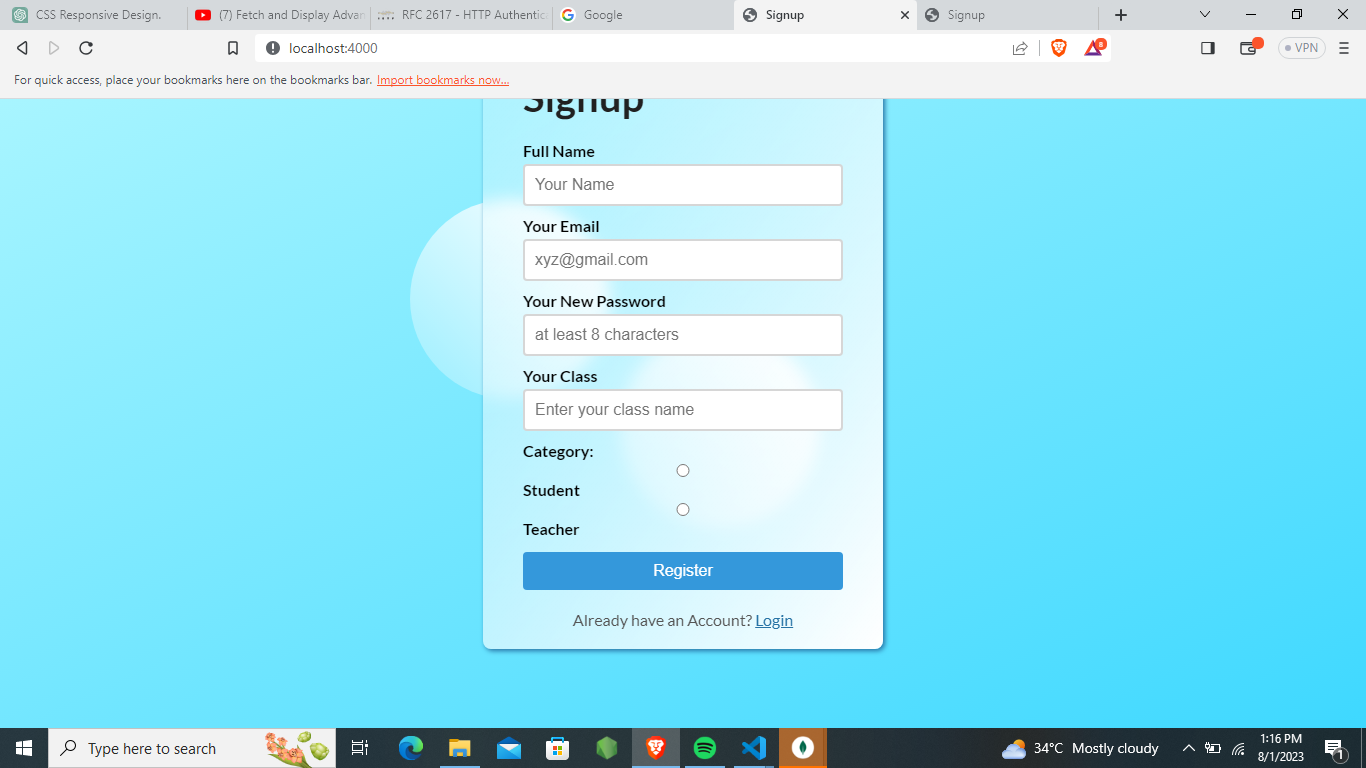 CSS Responsive Design.
(7) Fetch and Display Advan
RFC 2617 - HTTP Authentic
Google
Signup
Signup
localhost:4000
8
VPN
For quick access, place your bookmarks here on the bookmarks bar. Import bookmarks now...
Signup
Full Name
Your Name
Your Email
xyz@gmail.com
Your New Password
at least 8 characters
Your Class
Enter your class name
Category:
Student
Teacher
Register
Already have an Account? Login
Type here to search
34°C Mostly cloudy
1:16 PM
8/1/2023
1